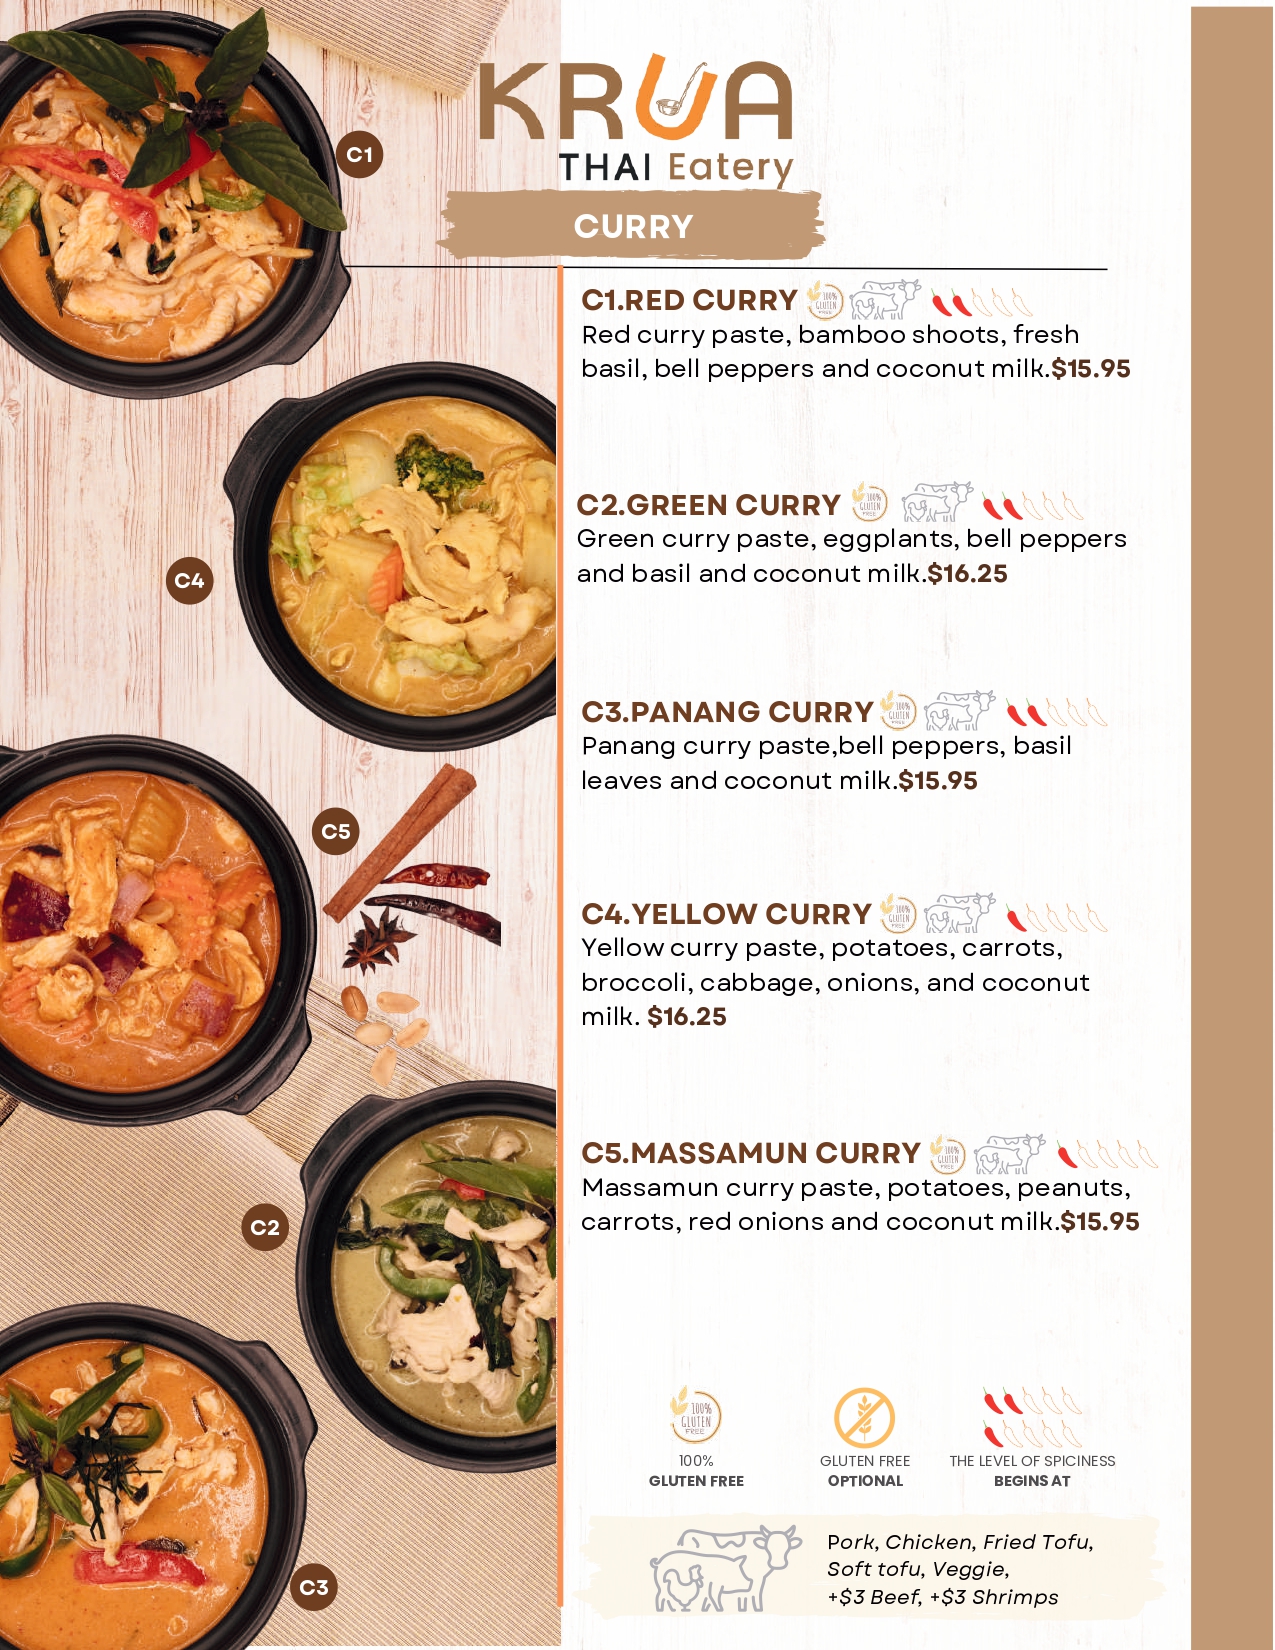 KRUA
THAI Eatery
CURRY
C1
C1.RED CURRY 100% GLUTEN FREE
Red curry paste, bamboo shoots, fresh
basil, bell peppers and coconut milk.$15.95
C2.GREEN CURRY 100% GLUTEN FREE
Green curry paste, eggplants, bell peppers
and basil and coconut milk.$16.25
C4
C3.PANANG CURRY 100% GLUTEN FREE
Panang curry paste,bell peppers, basil
leaves and coconut milk.$15.95
C5
C4.YELLOW CURRY 100% GLUTEN FREE
Yellow curry paste, potatoes, carrots,
broccoli, cabbage, onions, and coconut
milk. $16.25
C5.MASSAMUN CURRY 100% GLUTEN FREE
Massamun curry paste, potatoes, peanuts,
carrots, red onions and coconut milk.$15.95
C2
100%
GLUTEN
FREE
100%
GLUTEN FREE
GLUTEN FREE
OPTIONAL
THE LEVEL OF SPICINESS
BEGINS AT
Pork, Chicken, Fried Tofu,
Soft tofu, Veggie,
+$3 Beef, +$3 Shrimps
C3